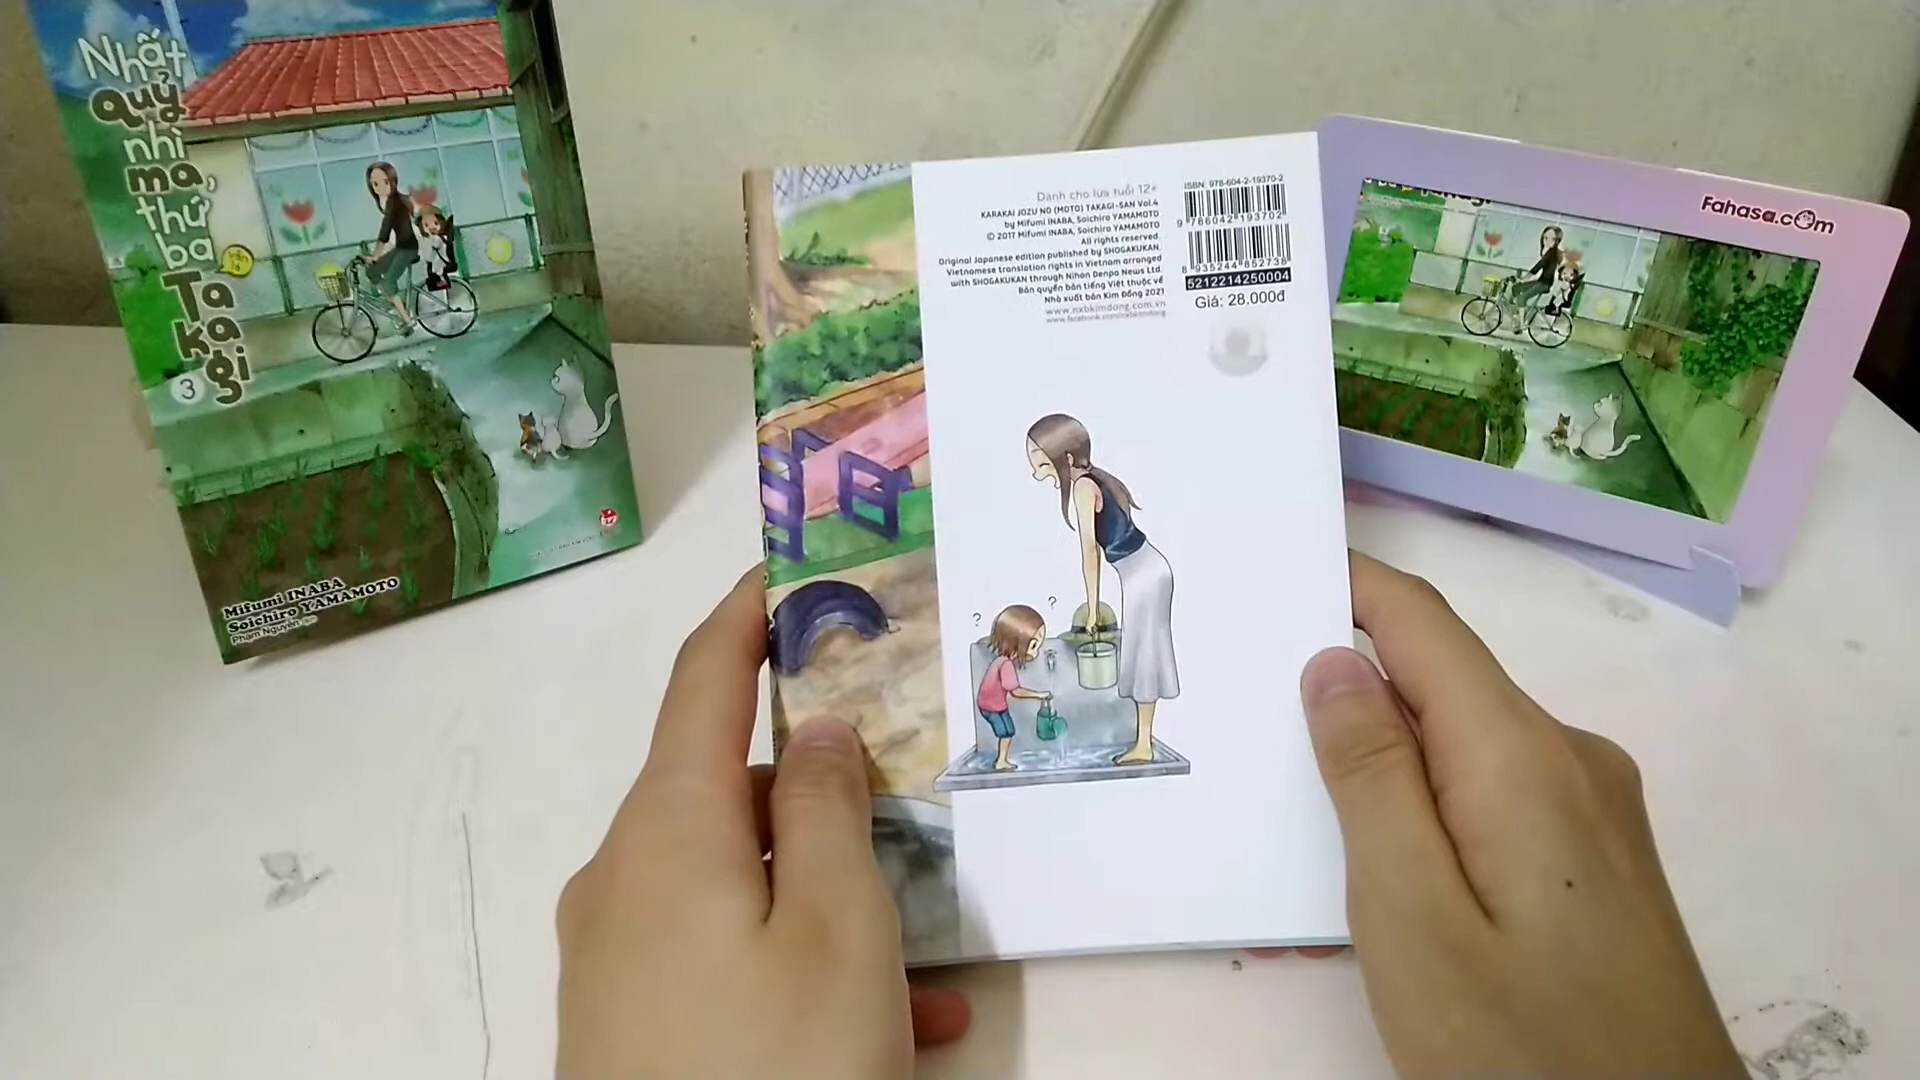 Nhất
quỷ
nhì
ma,
thứ
ba
Ta
ka
gi
3
Mifumi INABA
Soichiro YAMAMOTO
Phạm Nguyên
Dành cho lứa tuổi 12+
KARAKAI JOZU NO (MOTO) TAKAGI-SAN Vol.4
by Mifumi INABA, Soichiro YAMAMOTO
© 2017 Mifumi INABA, Soichiro YAMAMOTO
All rights reserved.
Original Japanese edition published by SHOGAKUKAN.
Vietnamese translation rights in Vietnam arranged
with SHOGAKUKAN through Nihon Denpa News Ltd.
Bản quyền bản tiếng Việt thuộc về
Nhà xuất bản Kim Đồng 2021
www.nxbkimdong.com.vn
www.facebook.com/nxbkimdong
ISBN: 978-604-2-19370-2
9 786042 193702
8 935244 852738
5212214250004
Giá: 28.000đ
?
?
Fahasa.com